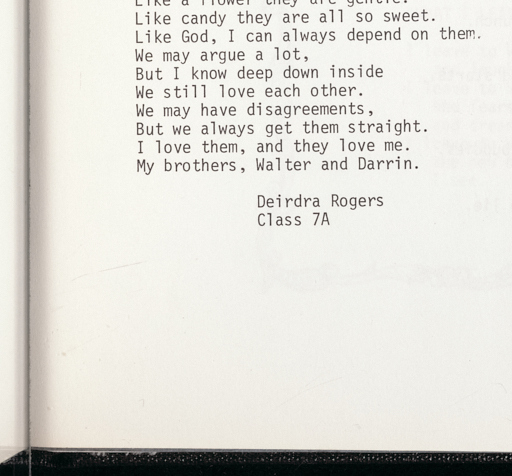 Like a flower they are gentle.
Like candy they are all so sweet.
Like God, I can always depend on them.
We may argue a lot,
But I know deep down inside
We still love each other.
We may have disagreements,
But we always get them straight.
I love them, and they love me.
My brothers, Walter and Darrin.
Deirdra Rogers
Class 7A